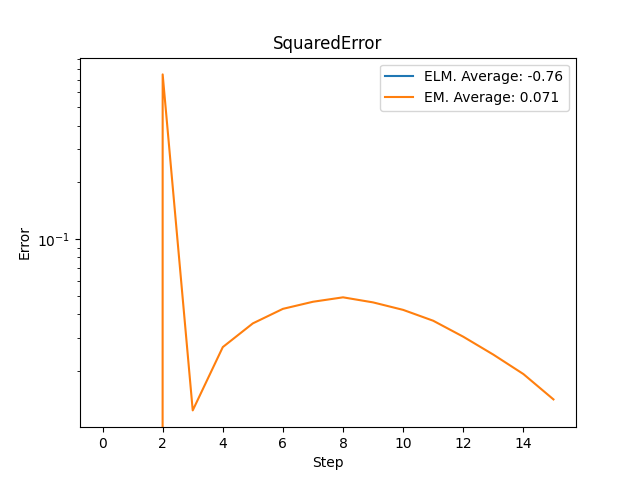 SquaredError
ELM. Average: -0.76
EM. Average: 0.071
Error
10⁻¹
0 2 4 6 8 10 12 14
Step